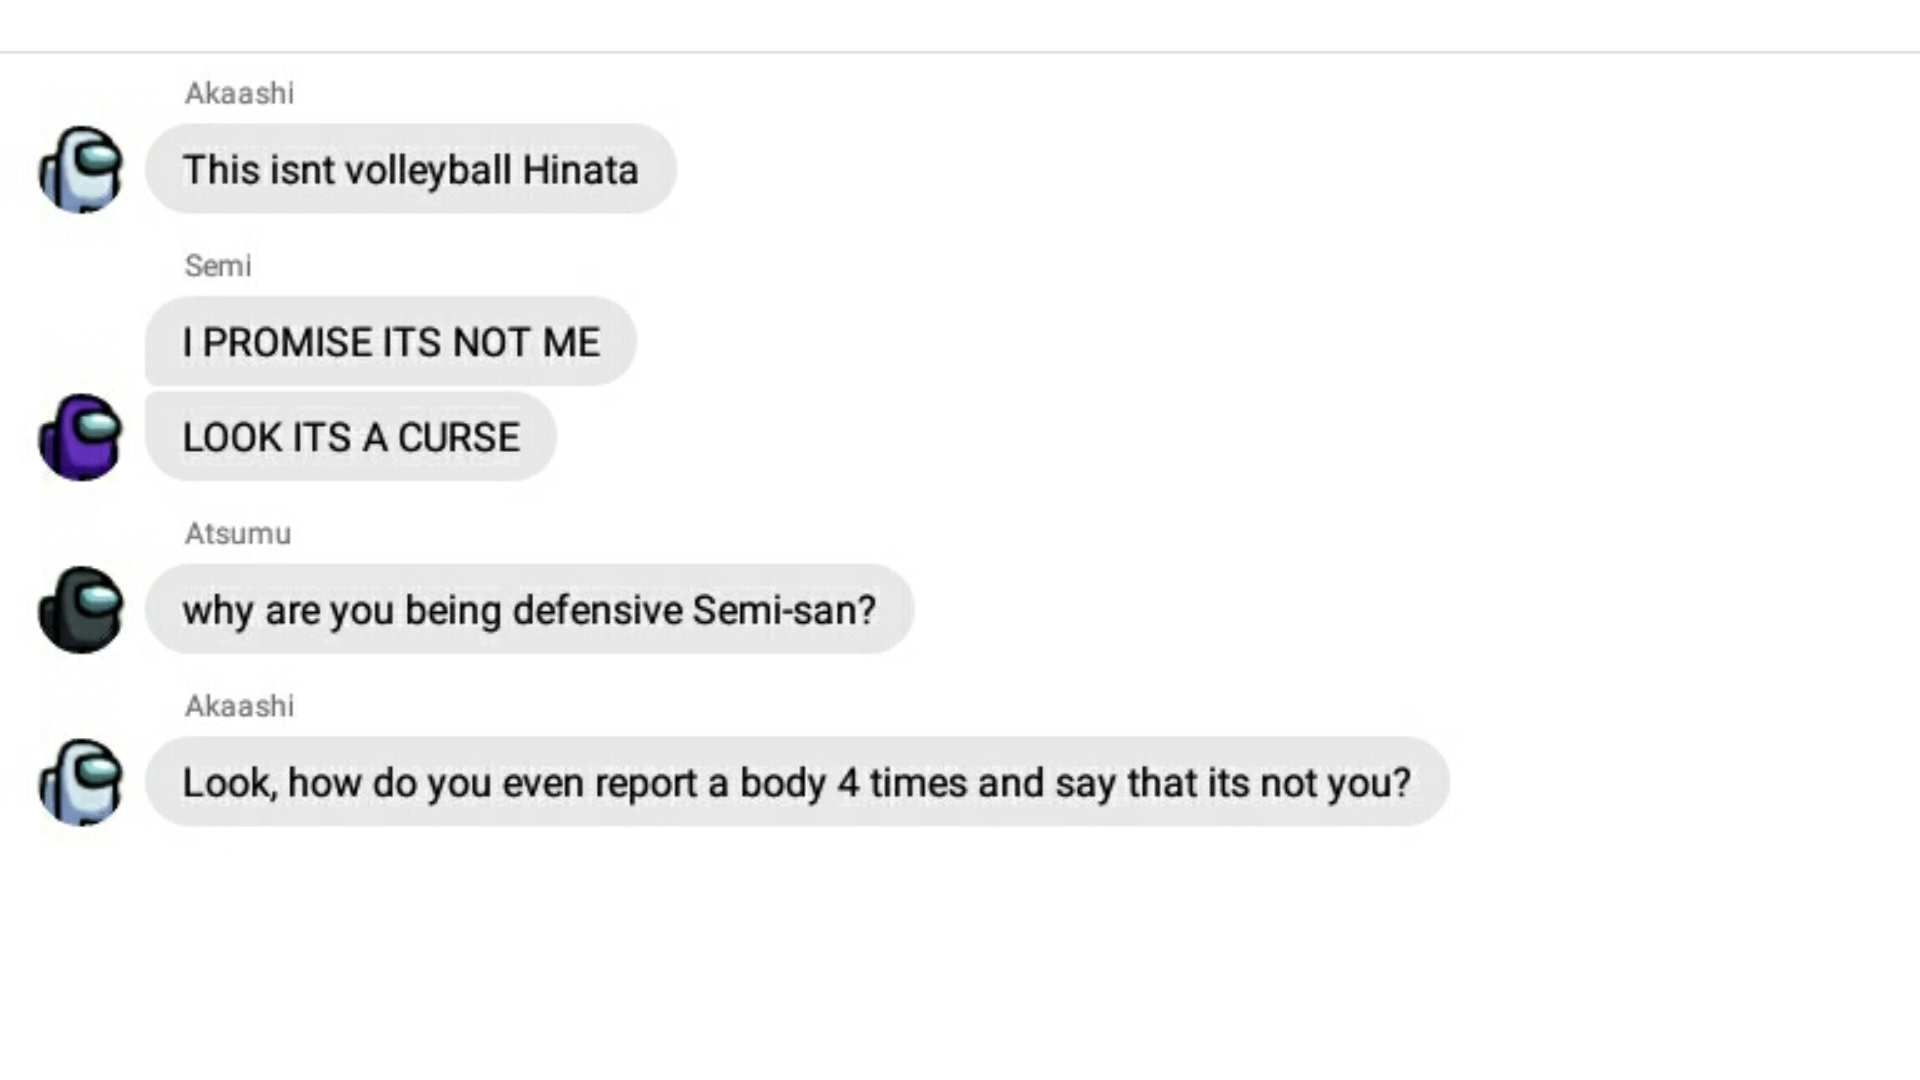 Akaashi
This isnt volleyball Hinata
Semi
I PROMISE ITS NOT ME
LOOK ITS A CURSE
Atsumu
why are you being defensive Semi-san?
Akaashi
Look, how do you even report a body 4 times and say that its not you?